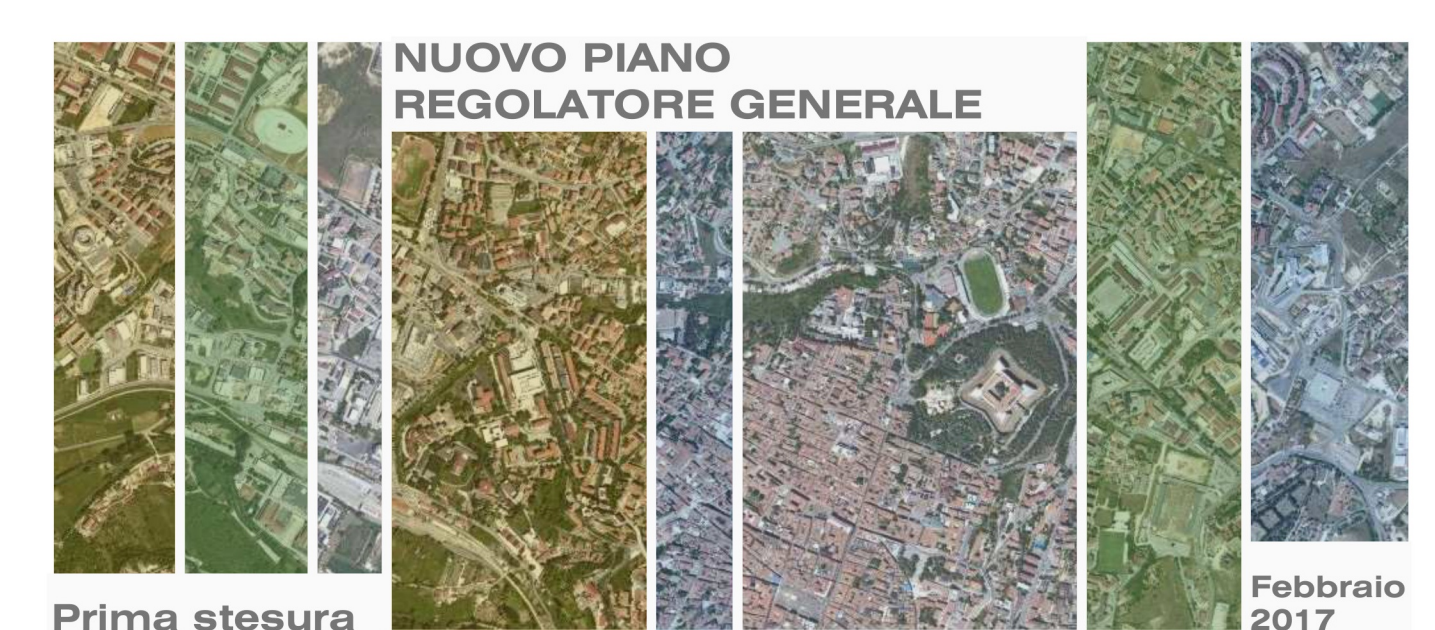 NUOVO PIANO
REGOLATORE GENERALE
Prima stesura
Febbraio
2017